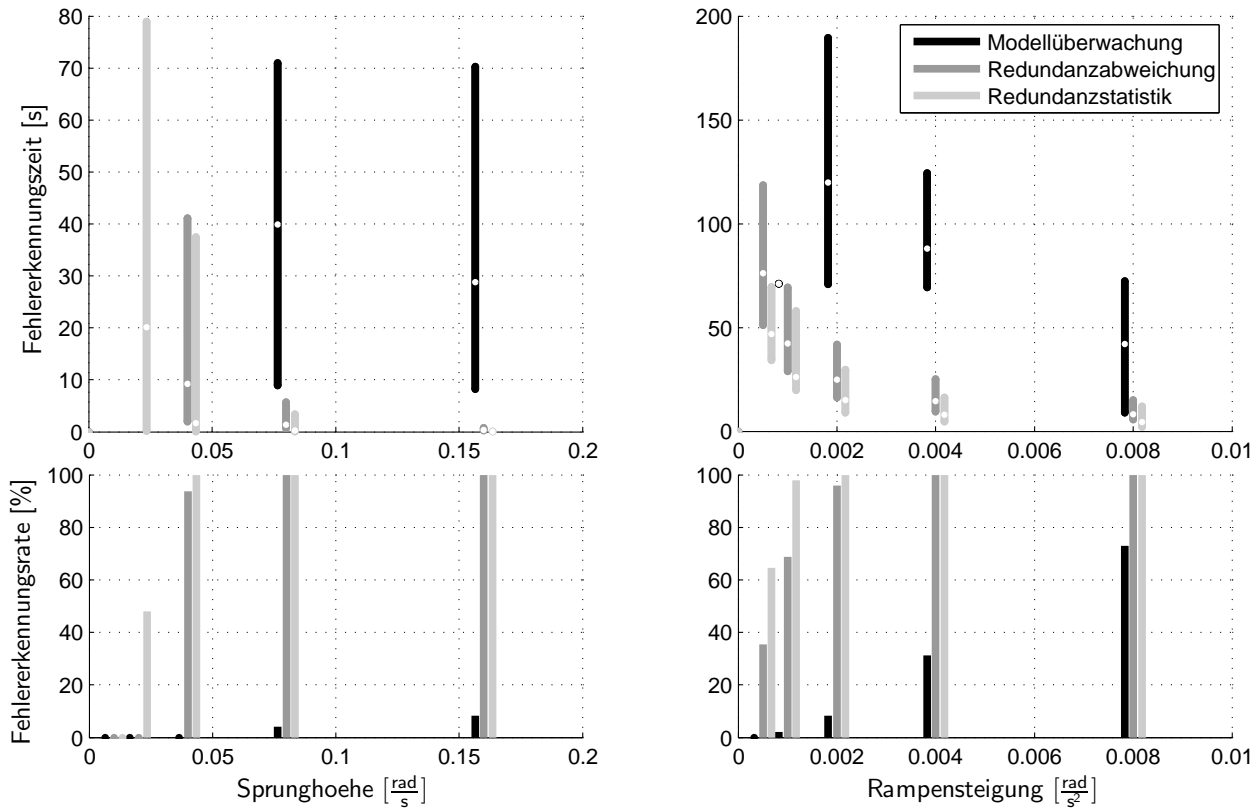 80
70
60
50
40
30
20
10
0
Fehlererkennungszeit [s]
0 0.05 0.1 0.15 0.2
200
150
100
50
0
Modellüberwachung
Redundanzabweichung
Redundanzstatistik
0 0.002 0.004 0.006 0.008 0.01
100
80
60
40
20
0
Fehlererkennungsrate [%]
0 0.05 0.1 0.15 0.2
Sprunghoehe [rad/s]
100
80
60
40
20
0
0 0.002 0.004 0.006 0.008 0.01
Rampensteigung [rad/s²]